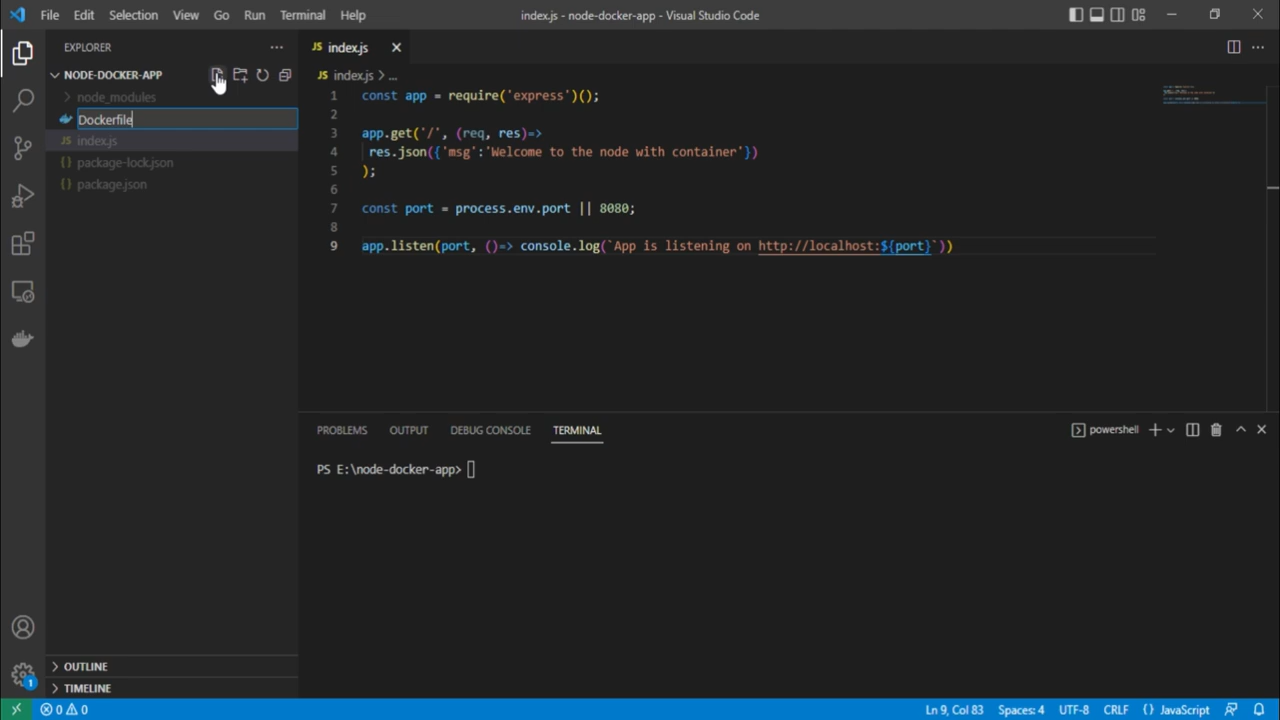 File Edit Selection View Go Run Terminal Help
index.js - node-docker-app - Visual Studio Code
EXPLORER
NODE-DOCKER-APP
node_modules
Dockerfile
JS index.js
{} package-lock.json
{} package.json
OUTLINE
TIMELINE
JS index.js
JS index.js > ...
1 const app = require('express')();
2
3 app.get('/', (req, res)=>
4 res.json({'msg':'Welcome to the node with container'})
5 );
6
7 const port = process.env.port || 8080;
8
9 app.listen(port, ()=> console.log(`App is listening on http://localhost:${port}`))
PROBLEMS OUTPUT DEBUG CONSOLE TERMINAL
powershell
PS E:\node-docker-app>
1
0 0
Ln 9, Col 83 Spaces: 4 UTF-8 CRLF {} JavaScript